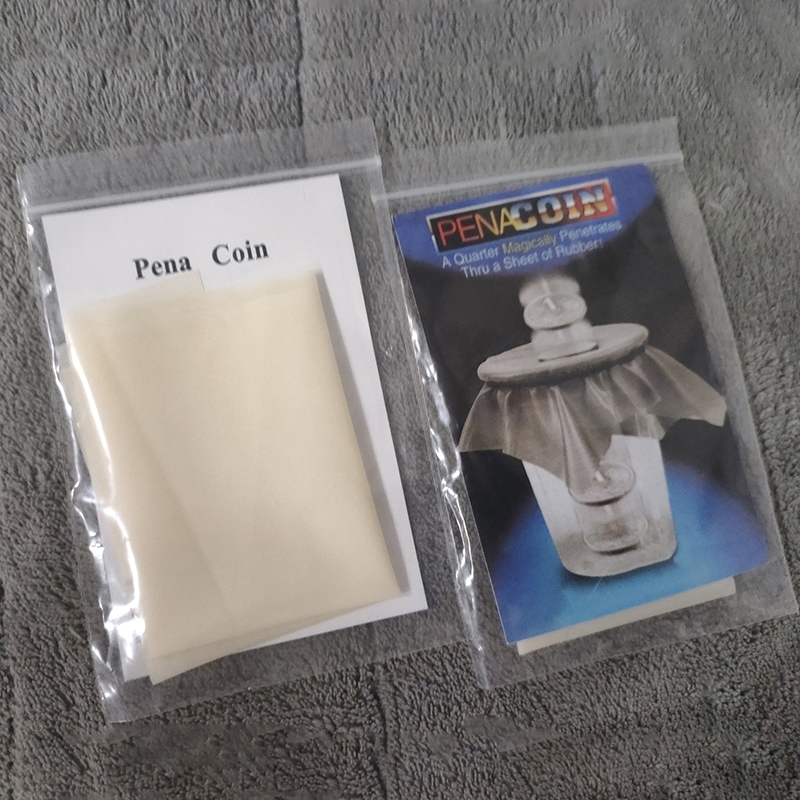 Pena Coin
PENACOIN
A Quarter Magically Penetrates
Thru a Sheet of Rubber!